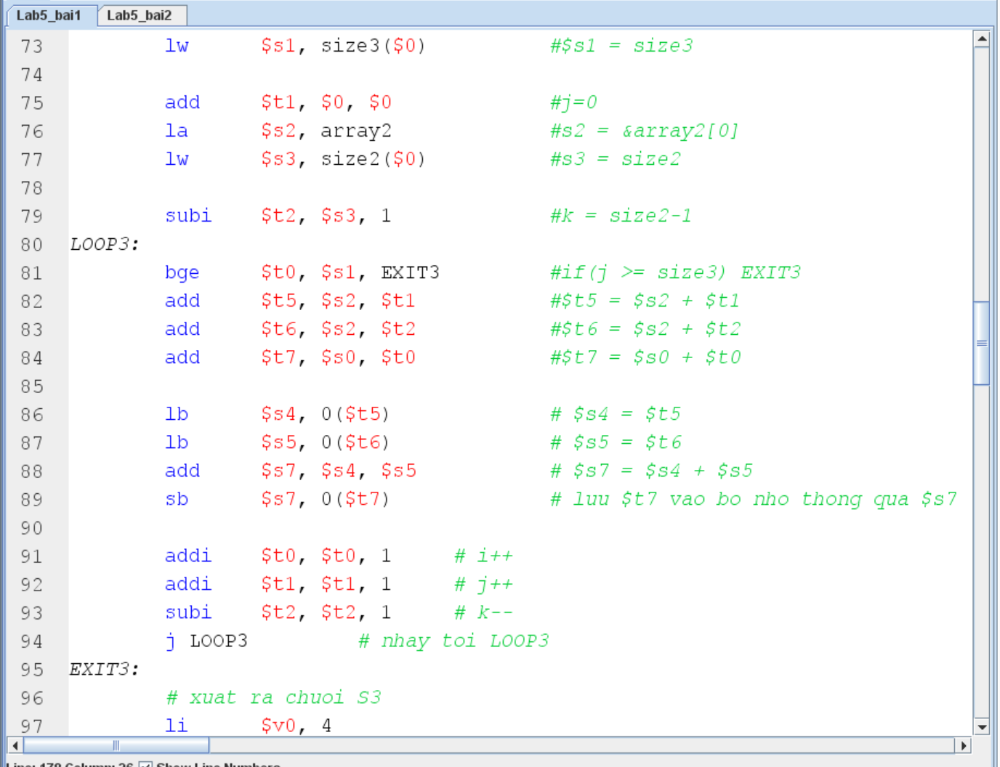 Lab5_bai1 Lab5_bai2
73 lw $s1, size3($0) #$s1 = size3
74
75 add $t1, $0, $0 #j=0
76 la $s2, array2 #s2 = &array2[0]
77 lw $s3, size2($0) #s3 = size2
78
79 subi $t2, $s3, 1 #k = size2-1
80 LOOP3:
81 bge $t0, $s1, EXIT3 #if(j >= size3) EXIT3
82 add $t5, $s2, $t1 #$t5 = $s2 + $t1
83 add $t6, $s2, $t2 #$t6 = $s2 + $t2
84 add $t7, $s0, $t0 #$t7 = $s0 + $t0
85
86 lb $s4, 0($t5) # $s4 = $t5
87 lb $s5, 0($t6) # $s5 = $t6
88 add $s7, $s4, $s5 # $s7 = $s4 + $s5
89 sb $s7, 0($t7) # luu $t7 vao bo nho thong qua $s7
90
91 addi $t0, $t0, 1 # i++
92 addi $t1, $t1, 1 # j++
93 subi $t2, $t2, 1 # k--
94 j LOOP3 # nhay toi LOOP3
95 EXIT3:
96 # xuat ra chuoi S3
97 li $v0, 4
Line: 178 Column: 26 Show Line Numbers